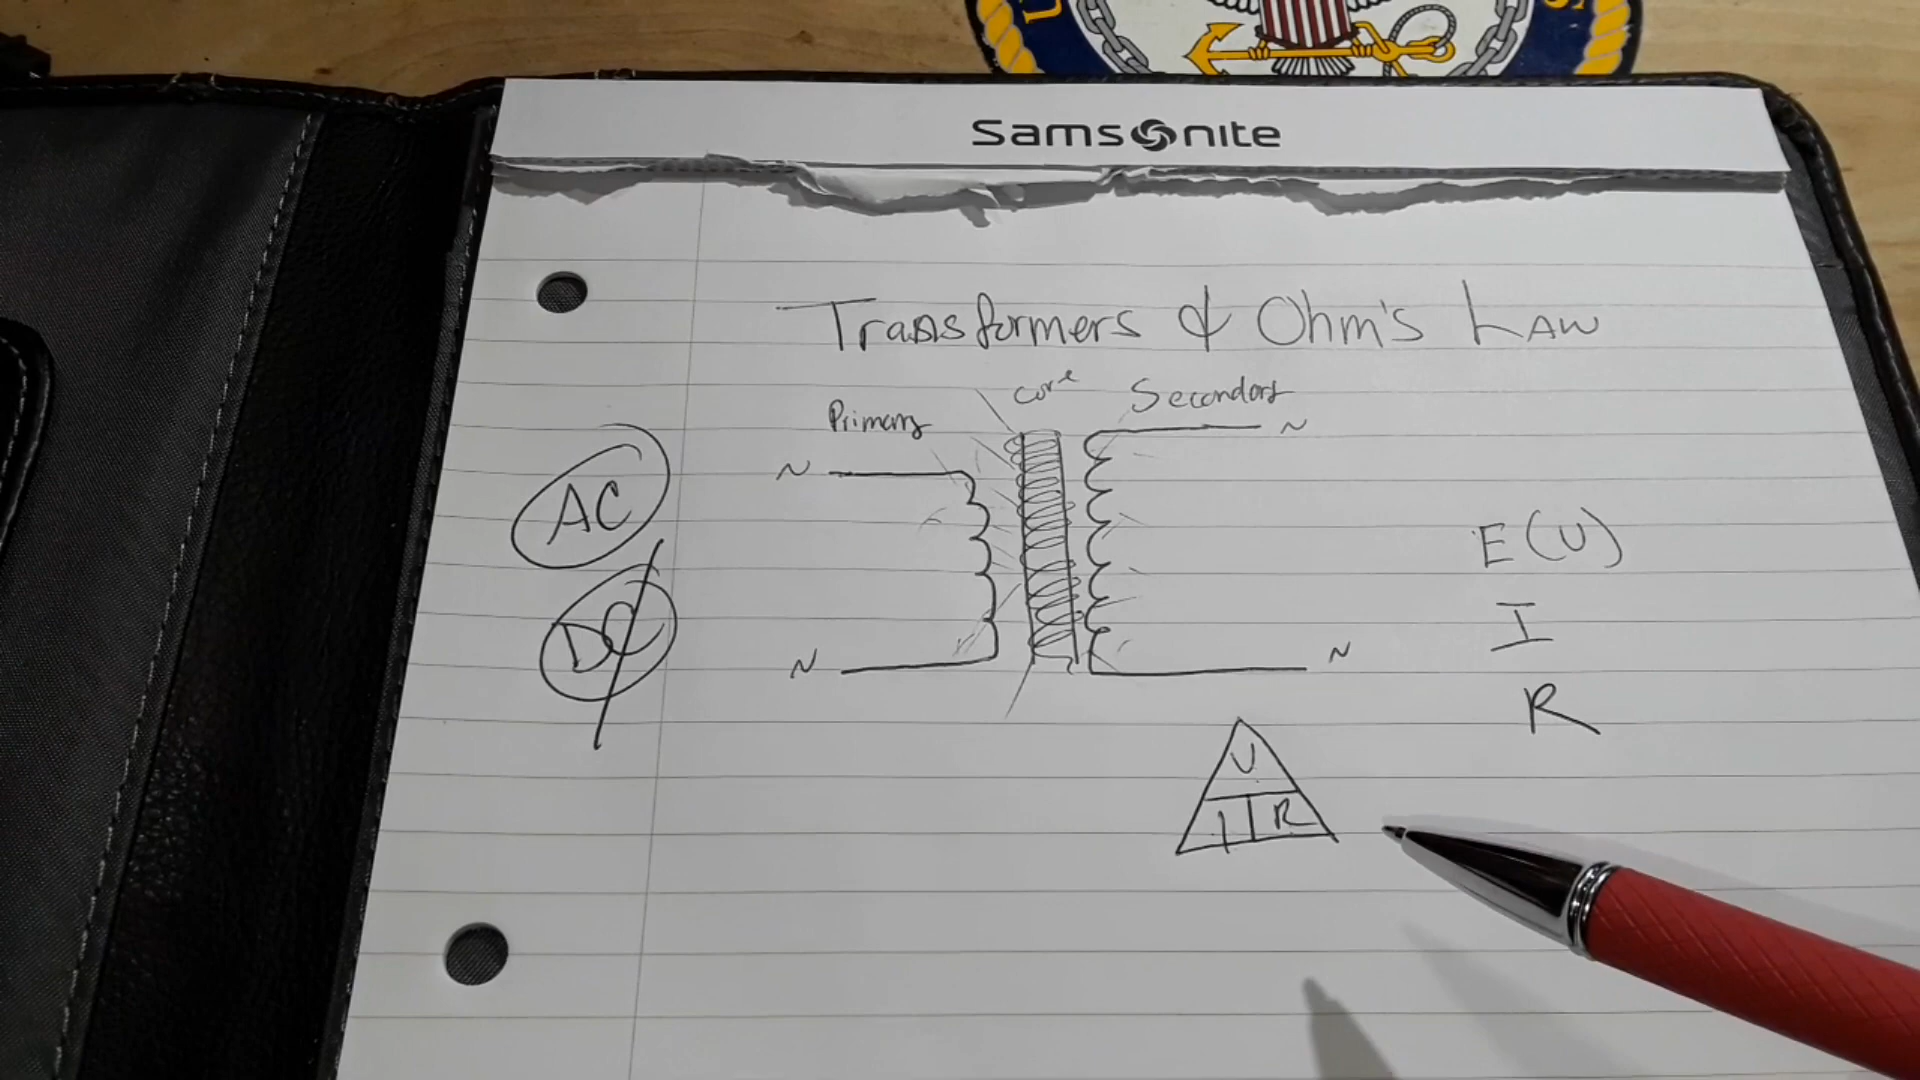 Samsonite
Transformers & Ohm's LAW
Core
Secondary
Primary
~
~
AC
E (U)
DC
I
~
~
R
U
I R